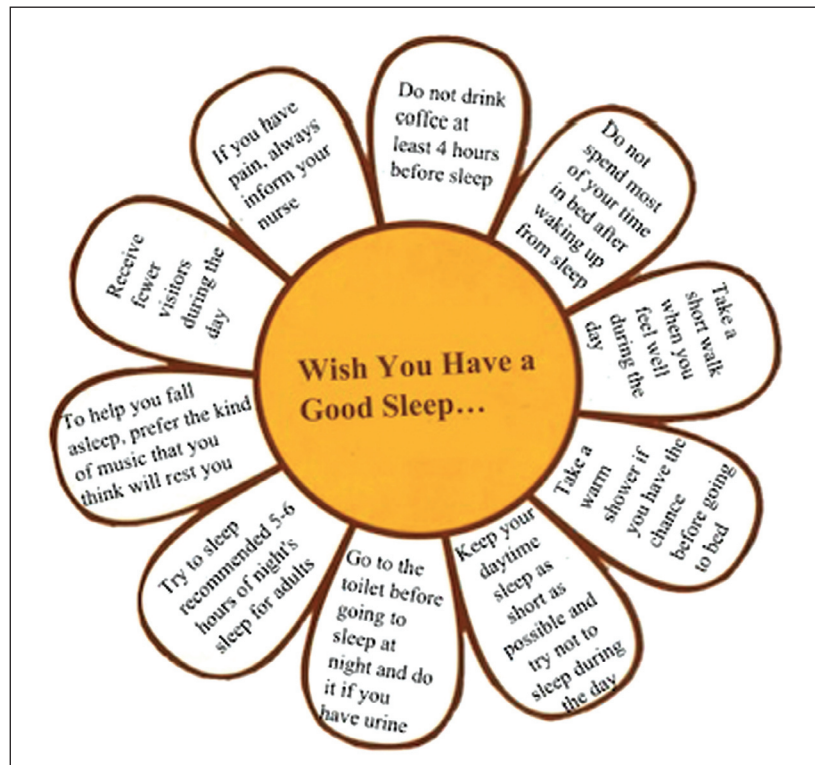 Wish You Have a
Good Sleep...
Do not drink
coffee at
least 4 hours
before sleep
Do not
spend most
of your time
in bed after
waking up
from sleep
Take a
short walk
when you
feel well
during the
day
Take a
warm
shower if
you have the
chance
before going
to bed
Keep your
daytime
sleep as
short as
possible and
try not to
sleep during
the day
Go to the
toilet before
going to
sleep at
night and do
it if you
have urine
Try to sleep
recommended 5-6
hours of night's
sleep for adults
To help you fall
asleep, prefer the kind
of music that you
think will rest you
Receive
fewer
visitors
during the
day
If you have
pain, always
inform your
nurse